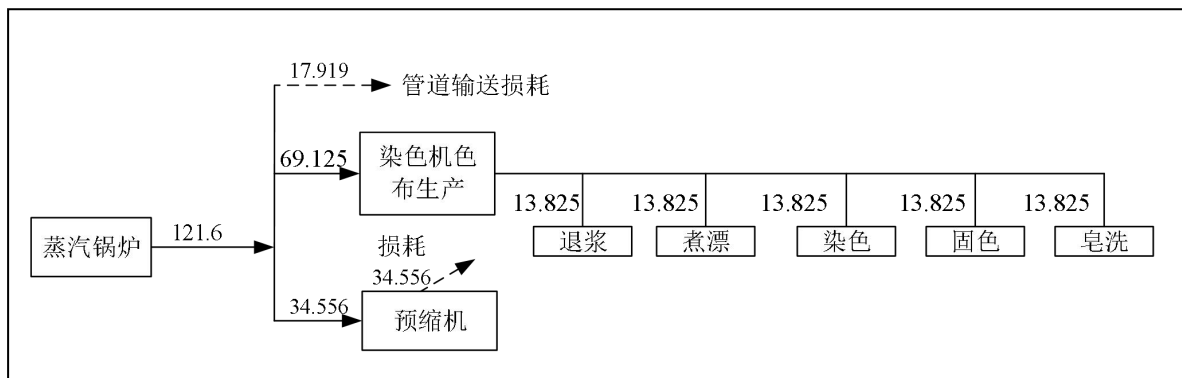 17.919
管道输送损耗
69.125
染色机色
布生产
13.825 13.825 13.825 13.825 13.825
退浆 煮漂 染色 固色 皂洗
蒸汽锅炉
121.6
损耗
34.556
34.556
预缩机